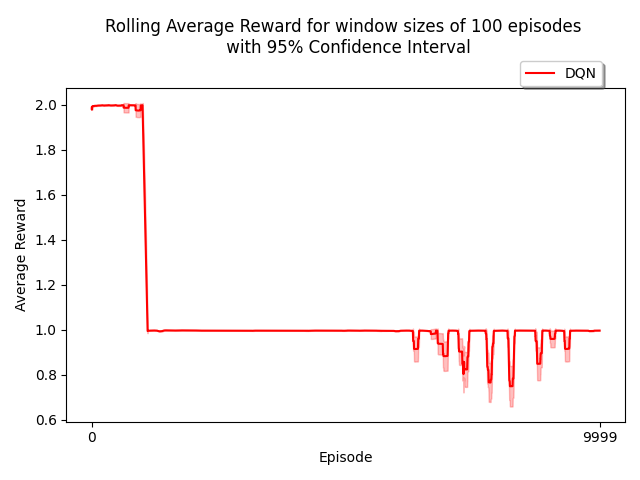 Rolling Average Reward for window sizes of 100 episodes
with 95% Confidence Interval
DQN
2.0
1.8
1.6
1.4
1.2
1.0
0.8
0.6
Average Reward
0
9999
Episode